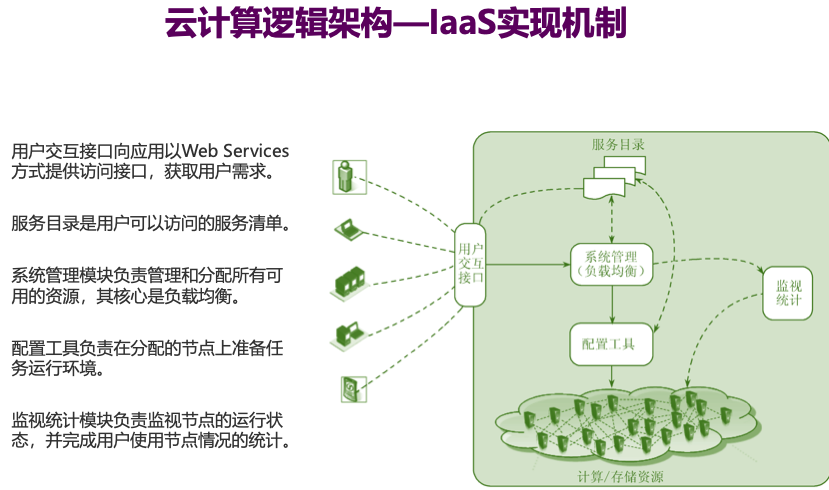 云计算逻辑架构—IaaS实现机制
用户交互接口向应用以Web Services
方式提供访问接口，获取用户需求。
服务目录是用户可以访问的服务清单。
系统管理模块负责管理和分配所有可
用的资源，其核心是负载均衡。
配置工具负责在分配的节点上准备任
务运行环境。
监视统计模块负责监视节点的运行状
态，并完成用户使用节点情况的统计。
服务目录
用户
交互
接口
系统管理
（负载均衡）
监视
统计
配置工具
计算/存储资源